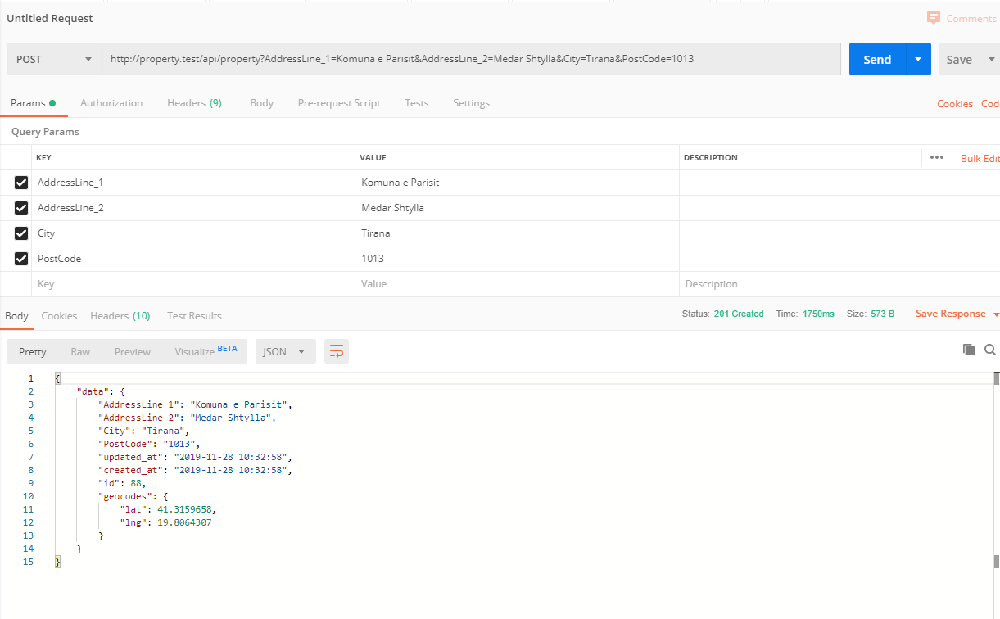 Untitled Request
Comments
POST
http://property.test/api/property?AddressLine_1=Komuna e Parisit&AddressLine_2=Medar Shtylla&City=Tirana&PostCode=1013
Send
Save
Params
Authorization
Headers (9)
Body
Pre-request Script
Tests
Settings
Cookies
Cod
Query Params
KEY
VALUE
DESCRIPTION
Bulk Edit
AddressLine_1
Komuna e Parisit
AddressLine_2
Medar Shtylla
City
Tirana
PostCode
1013
Key
Value
Description
Body
Cookies
Headers (10)
Test Results
Status: 201 Created
Time: 1750ms
Size: 573 B
Save Response
Pretty
Raw
Preview
Visualize BETA
JSON
1 {
2 "data": {
3 "AddressLine_1": "Komuna e Parisit",
4 "AddressLine_2": "Medar Shtylla",
5 "City": "Tirana",
6 "PostCode": "1013",
7 "updated_at": "2019-11-28 10:32:58",
8 "created_at": "2019-11-28 10:32:58",
9 "id": 88,
10 "geocodes": {
11 "lat": 41.3159658,
12 "lng": 19.8064307
13 }
14 }
15 }